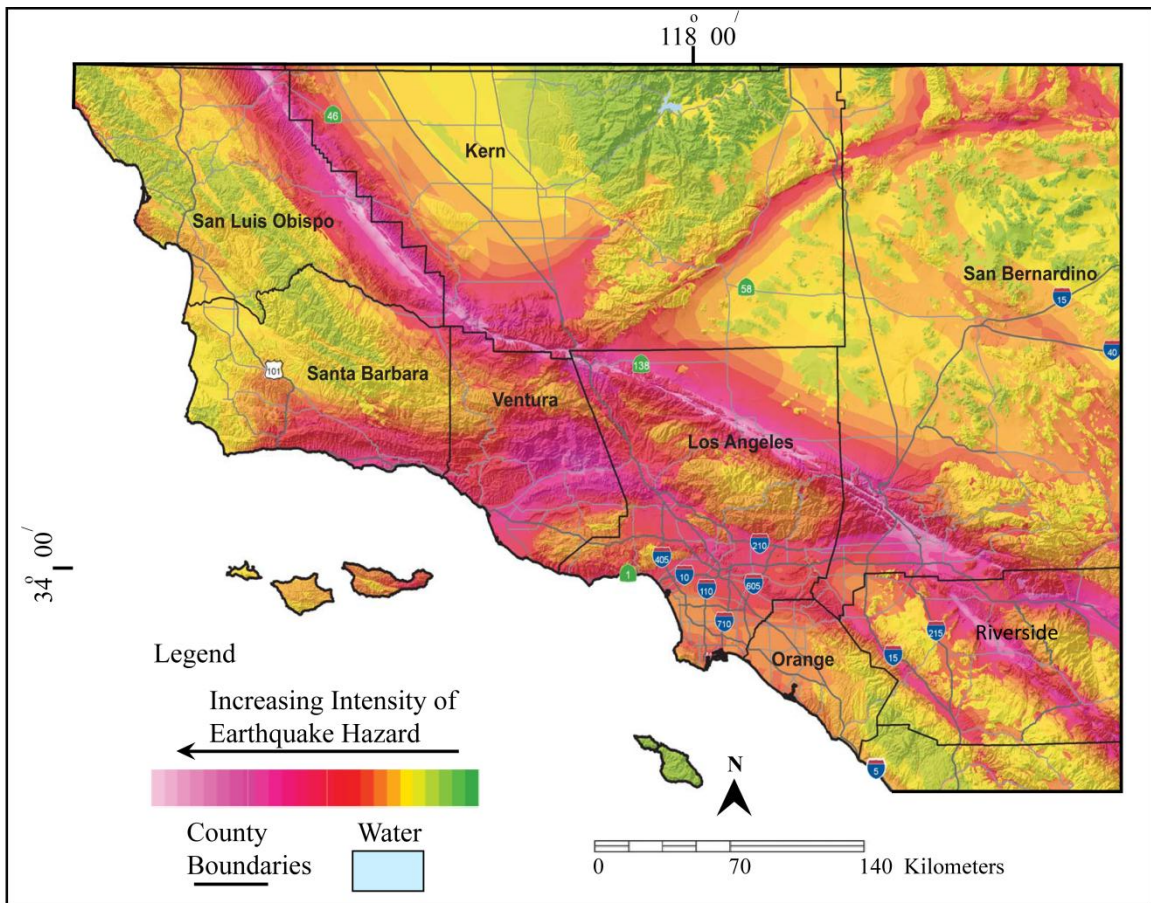 118° 00′
46
Kern
San Luis Obispo
San Bernardino
58
15
138
40
101
Santa Barbara
Ventura
Los Angeles
34° 00′
210
405
1
10
110
605
710
215
Riverside
15
Orange
5
Legend
Increasing Intensity of
Earthquake Hazard
N
County
Boundaries
Water
0 70 140 Kilometers